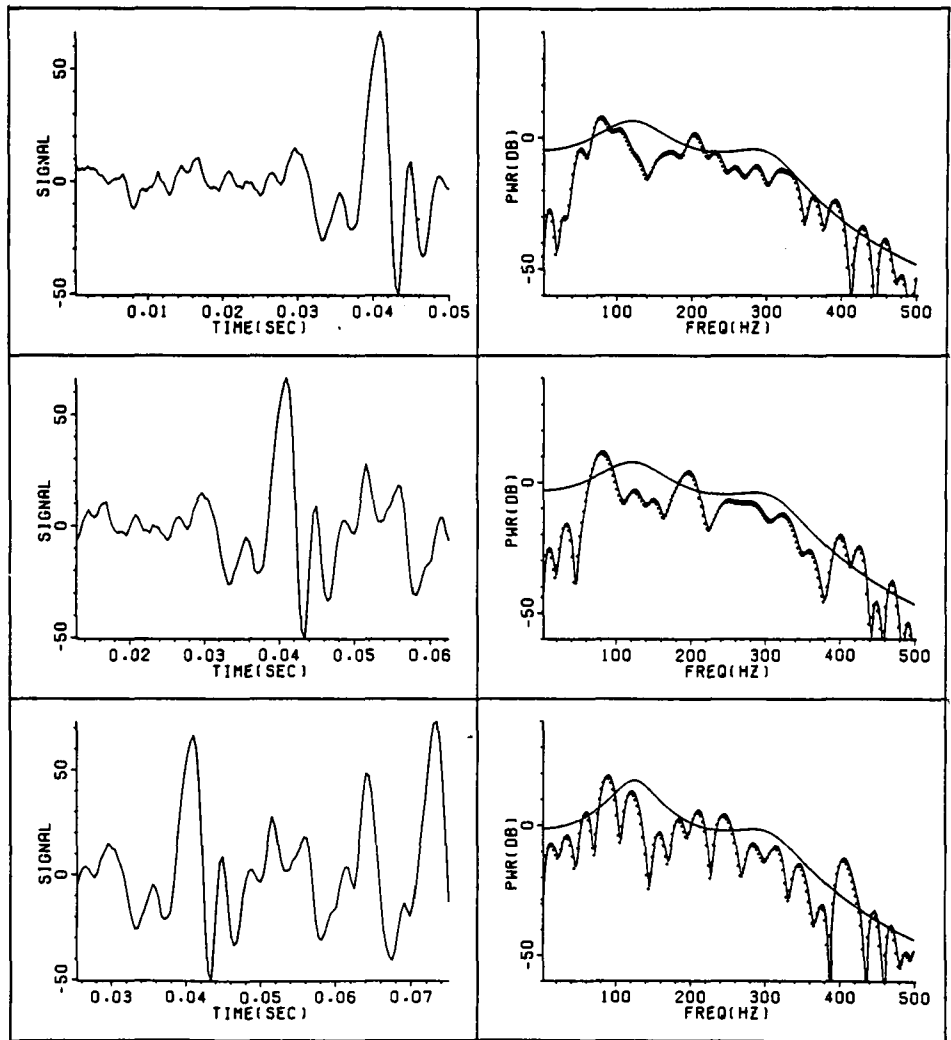 50
0
-50
SIGNAL
0.01 0.02 0.03 0.04 0.05
TIME(SEC)
0
-50
PWR(DB)
100 200 300 400 500
FREQ(HZ)
50
0
-50
SIGNAL
0.02 0.03 0.04 0.05 0.06
TIME(SEC)
0
-50
PWR(DB)
100 200 300 400 500
FREQ(HZ)
50
0
-50
SIGNAL
0.03 0.04 0.05 0.06 0.07
TIME(SEC)
0
-50
PWR(DB)
100 200 300 400 500
FREQ(HZ)